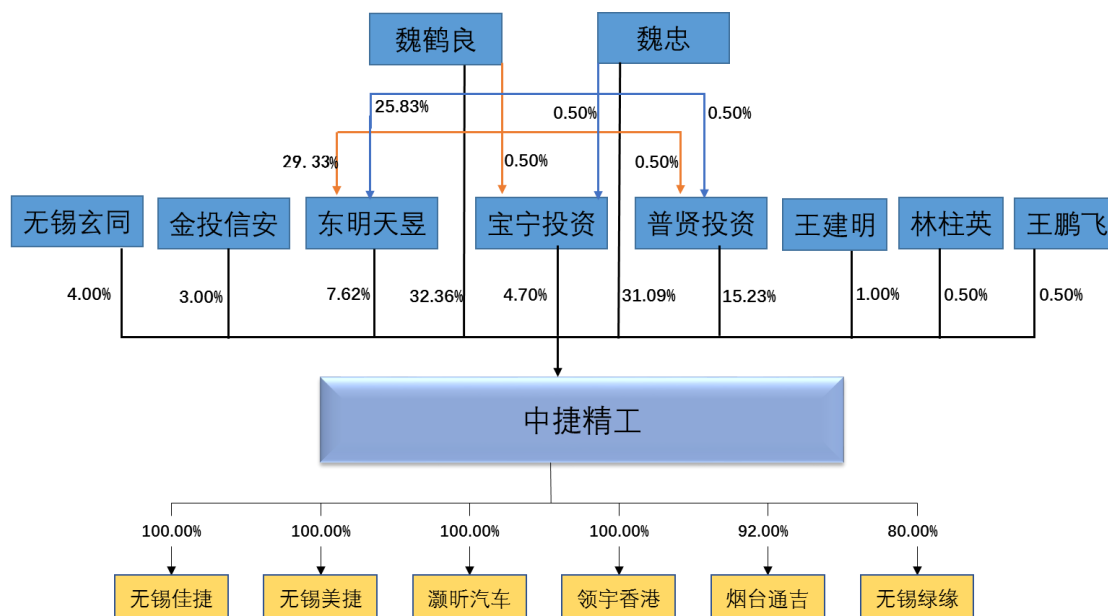 魏鹤良
魏忠
25.83%
0.50%
0.50%
29.33%
0.50%
0.50%
无锡玄同
金投信安
东明天昱
宝宁投资
普贤投资
王建明
林柱英
王鹏飞
4.00%
3.00%
7.62%
32.36%
4.70%
31.09%
15.23%
1.00%
0.50%
0.50%
中捷精工
100.00%
100.00%
100.00%
100.00%
92.00%
80.00%
无锡佳捷
无锡美捷
灏昕汽车
领宇香港
烟台通吉
无锡绿缘